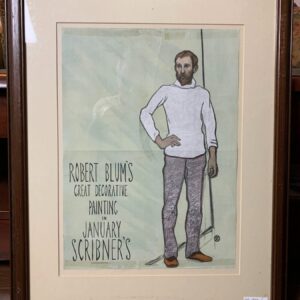 ROBERT BLUM'S
GREAT DECORATIVE
PAINTING
IN
JANUARY
SCRIBNER'S